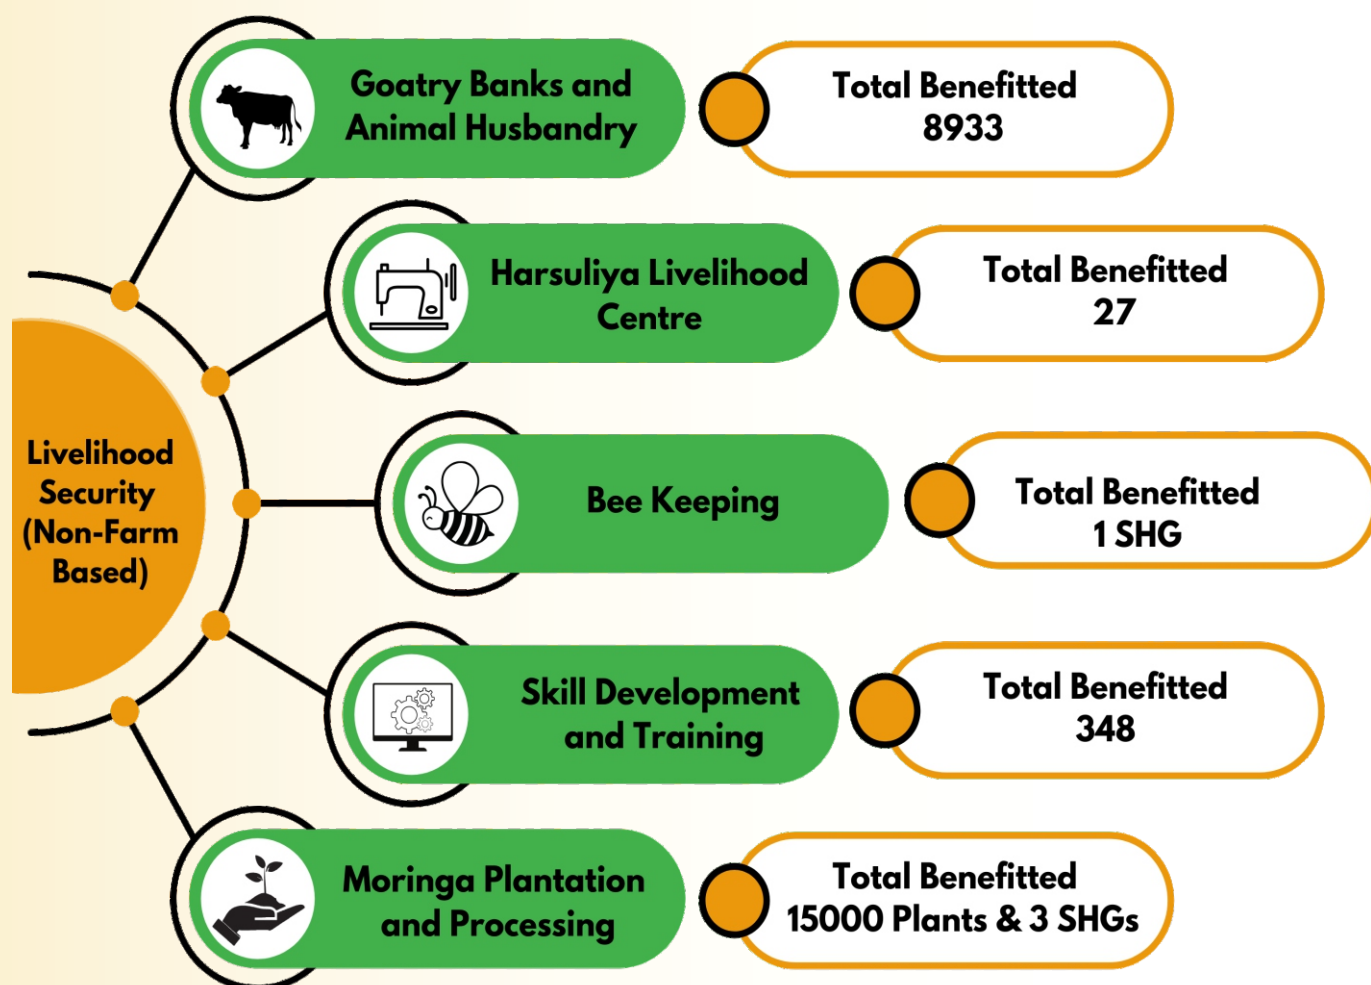 Goatry Banks and
Animal Husbandry
Total Benefitted
8933
Harsuliya Livelihood
Centre
Total Benefitted
27
Livelihood
Security
(Non-Farm
Based)
Bee Keeping
Total Benefitted
1 SHG
Skill Development
and Training
Total Benefitted
348
Moringa Plantation
and Processing
Total Benefitted
15000 Plants & 3 SHGs